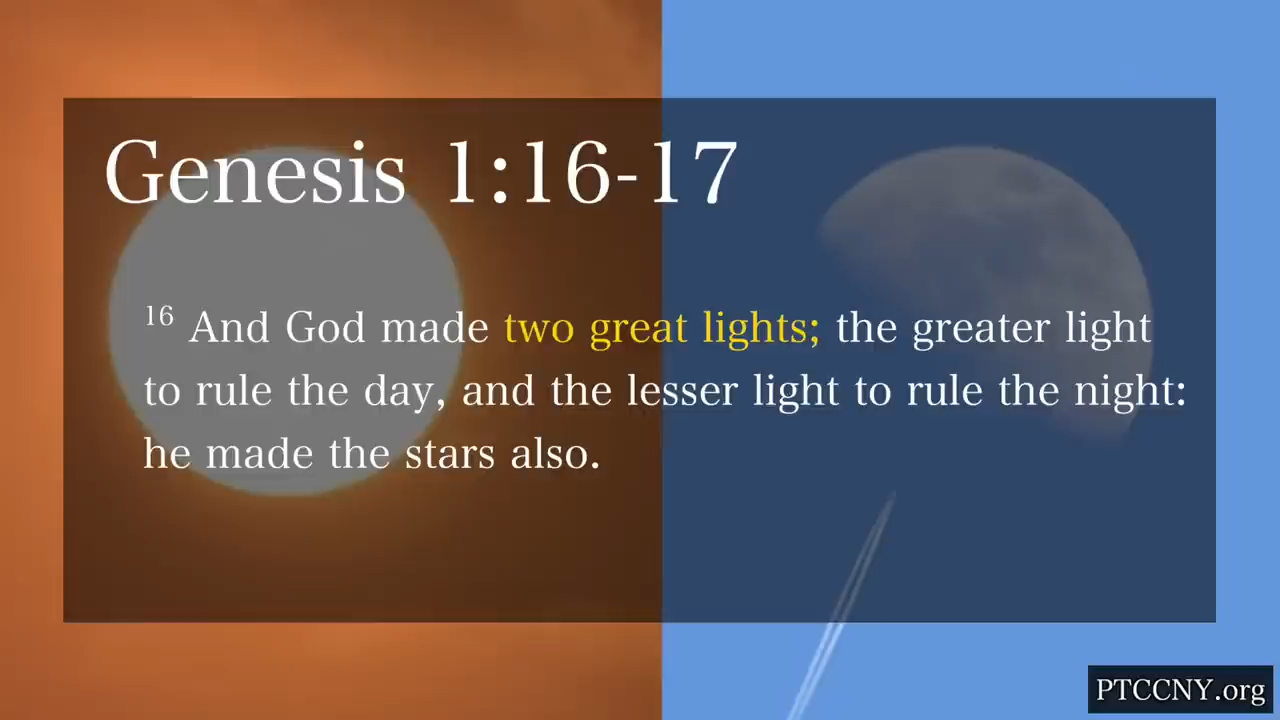 Genesis 1:16-17
16 And God made two great lights; the greater light
to rule the day, and the lesser light to rule the night:
he made the stars also.
PTCCNY.org